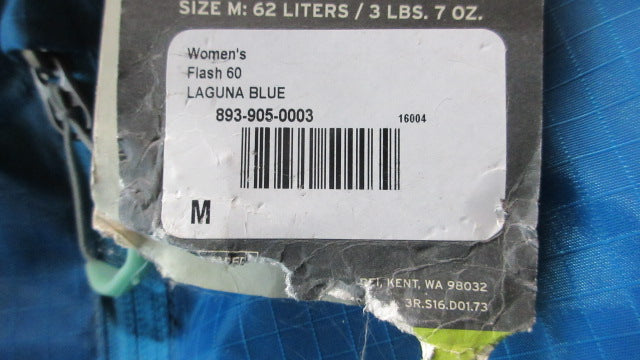 SIZE M: 62 LITERS / 3 LBS. 7 OZ.
Women's
Flash 60
LAGUNA BLUE
893-905-0003
16004
M
REI, KENT, WA 98032
3R.S16.D01.73